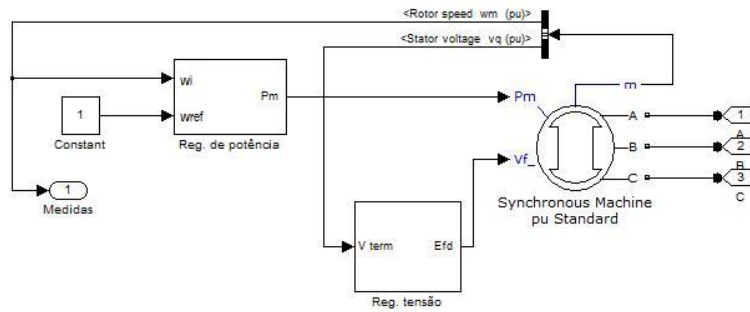 <Rotor speed wm (pu)>
<Stator voltage vq (pu)>
wi
wref
Pm
Reg. de potência
1
Constant
1
Medidas
m
Pm
Vf_
A
B
C
Synchronous Machine
pu Standard
1
A
2
B
3
C
V term
Efd
Reg. tensão